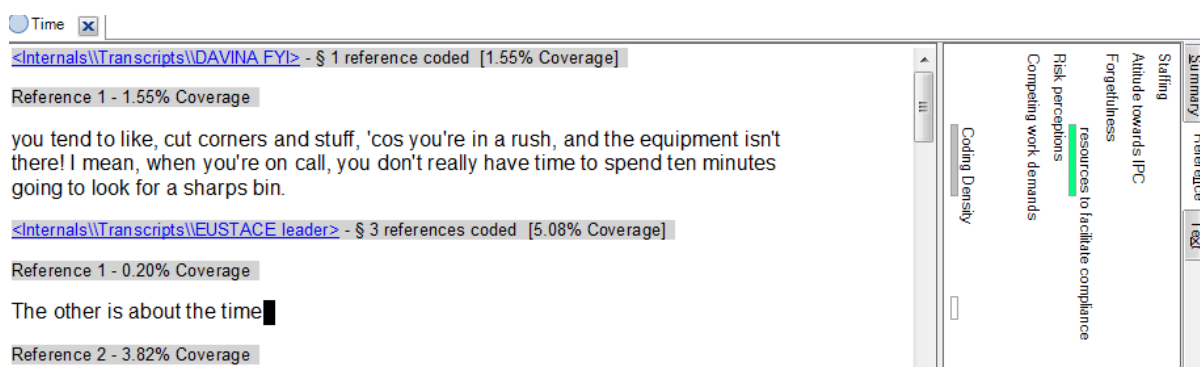 Time
<Internals\\Transcripts\\DAVINA FYI> - § 1 reference coded [1.55% Coverage]
Reference 1 - 1.55% Coverage
you tend to like, cut corners and stuff, 'cos you're in a rush, and the equipment isn't
there! I mean, when you're on call, you don't really have time to spend ten minutes
going to look for a sharps bin.
<Internals\\Transcripts\\EUSTACE leader> - § 3 references coded [5.08% Coverage]
Reference 1 - 0.20% Coverage
The other is about the time
Reference 2 - 3.82% Coverage
Summary
Reference
Text
Staffing
Attitude towards IPC
Forgetfulness
resources to facilitate compliance
Risk perceptions
Competing work demands
Coding Density